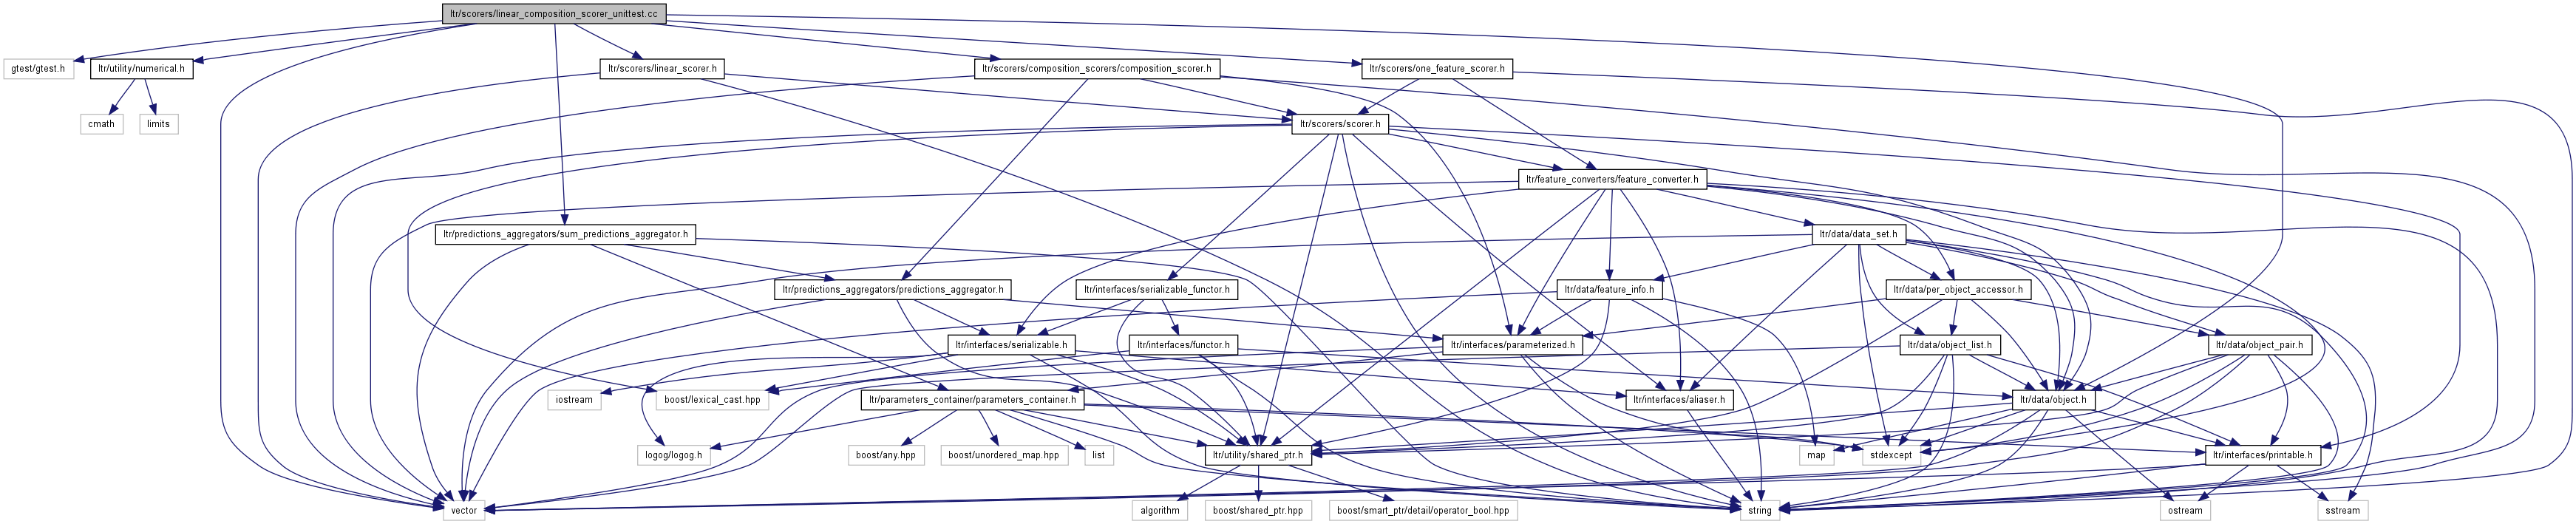 ltr/scorers/linear_composition_scorer_unittest.cc
gtest/gtest.h
ltr/utility/numerical.h
ltr/scorers/linear_scorer.h
ltr/scorers/composition_scorers/composition_scorer.h
ltr/scorers/one_feature_scorer.h
cmath
limits
ltr/scorers/scorer.h
ltr/feature_converters/feature_converter.h
ltr/predictions_aggregators/sum_predictions_aggregator.h
ltr/data/data_set.h
ltr/predictions_aggregators/predictions_aggregator.h
ltr/interfaces/serializable_functor.h
ltr/data/feature_info.h
ltr/data/per_object_accessor.h
ltr/interfaces/serializable.h
ltr/interfaces/functor.h
ltr/interfaces/parameterized.h
ltr/data/object_list.h
ltr/data/object_pair.h
iostream
boost/lexical_cast.hpp
ltr/parameters_container/parameters_container.h
ltr/interfaces/aliaser.h
ltr/data/object.h
logog/logog.h
boost/any.hpp
boost/unordered_map.hpp
list
ltr/utility/shared_ptr.h
map
stdexcept
ltr/interfaces/printable.h
vector
algorithm
boost/shared_ptr.hpp
boost/smart_ptr/detail/operator_bool.hpp
string
ostream
sstream